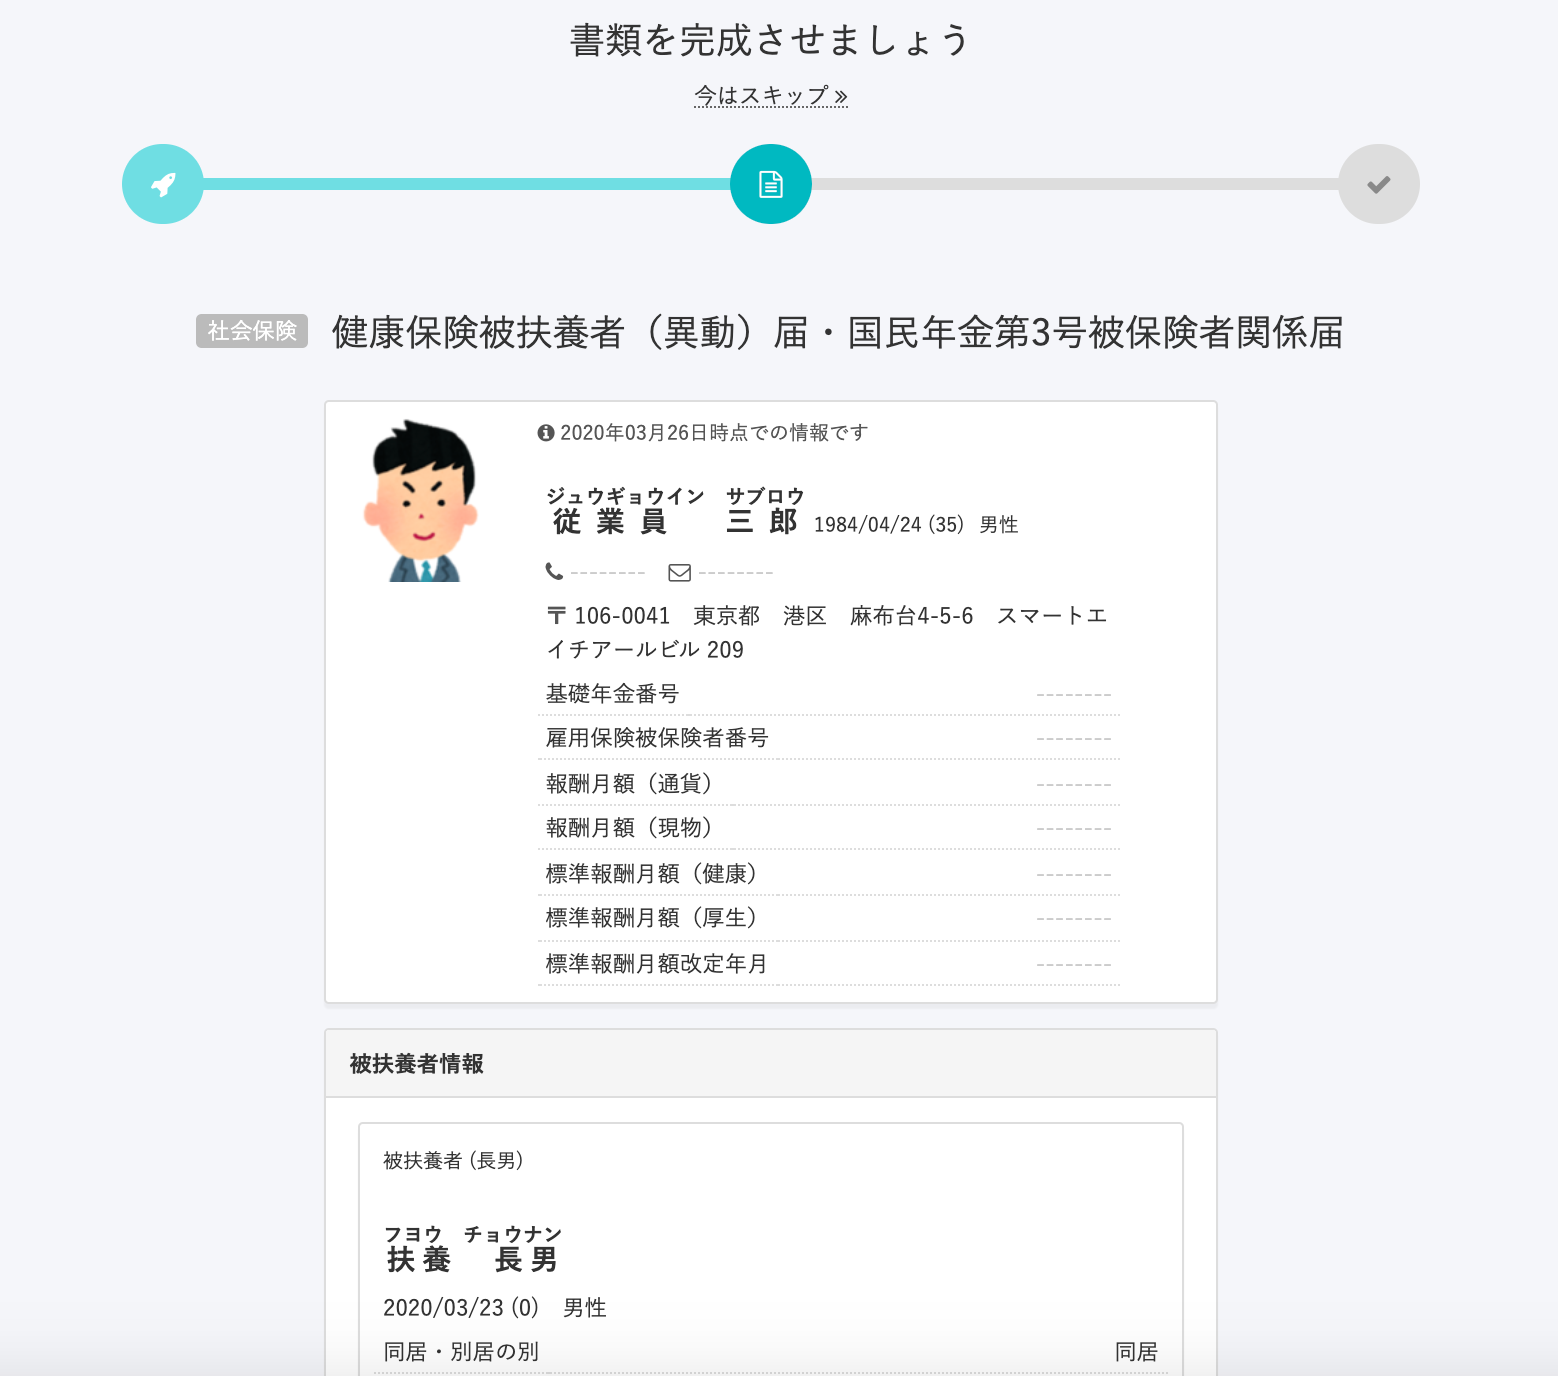 書類を完成させましょう
今はスキップ »
社会保険 健康保険被扶養者（異動）届・国民年金第3号被保険者関係届
2020年03月26日時点での情報です
ジュウギョウイン　サブロウ
従業員　三郎 1984/04/24 (35)　男性
-------- --------
〒106-0041　東京都　港区　麻布台4-5-6　スマートエ
イチアールビル 209
基礎年金番号 --------
雇用保険被保険者番号 --------
報酬月額（通貨） --------
報酬月額（現物） --------
標準報酬月額（健康） --------
標準報酬月額（厚生） --------
標準報酬月額改定年月 --------
被扶養者情報
被扶養者 (長男)
フヨウ　チョウナン
扶養　長男
2020/03/23 (0)　男性
同居・別居の別 同居